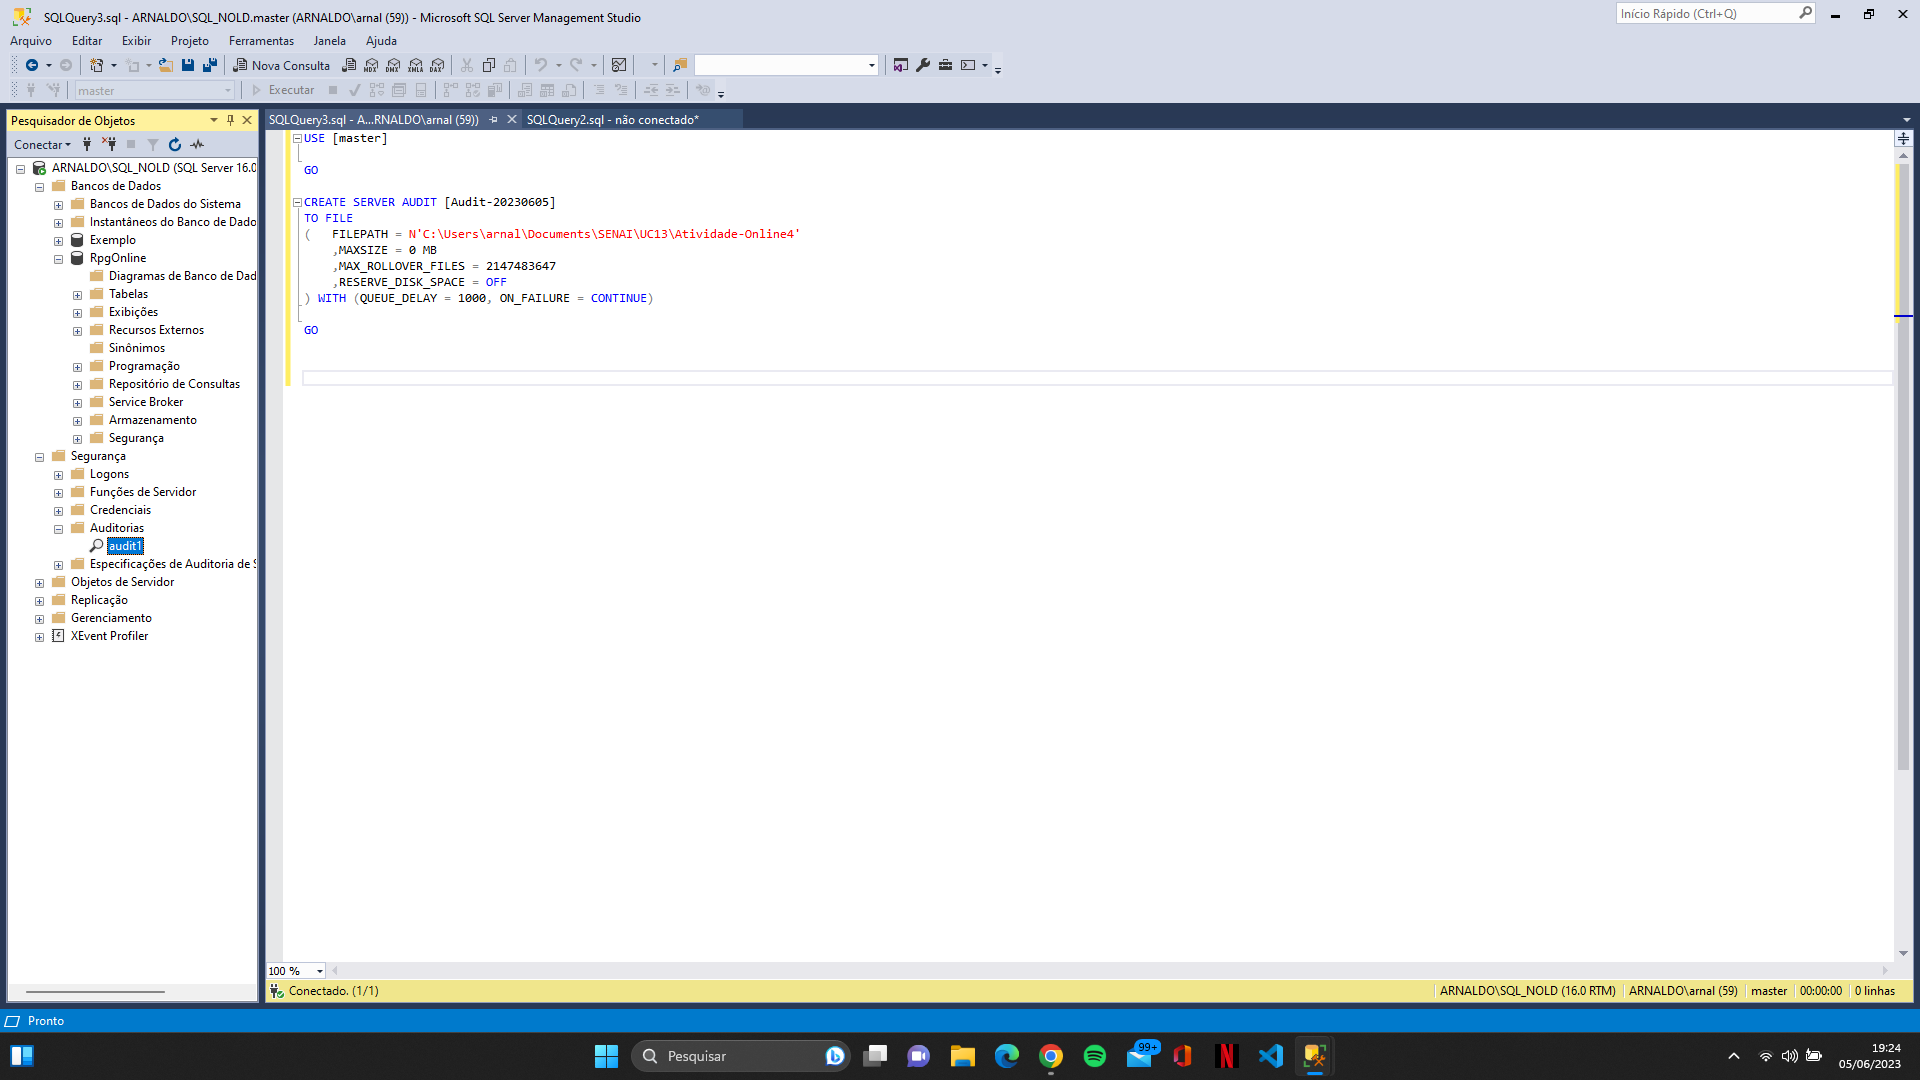 SQLQuery3.sql - ARNALDO\SQL_NOLD.master (ARNALDO\arnal (59)) - Microsoft SQL Server Management Studio
Início Rápido (Ctrl+Q)
Arquivo Editar Exibir Projeto Ferramentas Janela Ajuda
Nova Consulta
MDX DMX XMLA DAX
master
Executar
Pesquisador de Objetos
Conectar
ARNALDO\SQL_NOLD (SQL Server 16.0
Bancos de Dados
Bancos de Dados do Sistema
Instantâneos do Banco de Dado
Exemplo
RpgOnline
Diagramas de Banco de Dad
Tabelas
Exibições
Recursos Externos
Sinônimos
Programação
Repositório de Consultas
Service Broker
Armazenamento
Segurança
Segurança
Logons
Funções de Servidor
Credenciais
Auditorias
audit1
Especificações de Auditoria de S
Objetos de Servidor
Replicação
Gerenciamento
XEvent Profiler
SQLQuery3.sql - A...RNALDO\arnal (59))
SQLQuery2.sql - não conectado*
USE [master]
GO
CREATE SERVER AUDIT [Audit-20230605]
TO FILE
( FILEPATH = N'C:\Users\arnal\Documents\SENAI\UC13\Atividade-Online4'
,MAXSIZE = 0 MB
,MAX_ROLLOVER_FILES = 2147483647
,RESERVE_DISK_SPACE = OFF
) WITH (QUEUE_DELAY = 1000, ON_FAILURE = CONTINUE)
GO
100 %
Conectado. (1/1)
ARNALDO\SQL_NOLD (16.0 RTM) ARNALDO\arnal (59) master 00:00:00 0 linhas
Pronto
Pesquisar
99+
19:24
05/06/2023